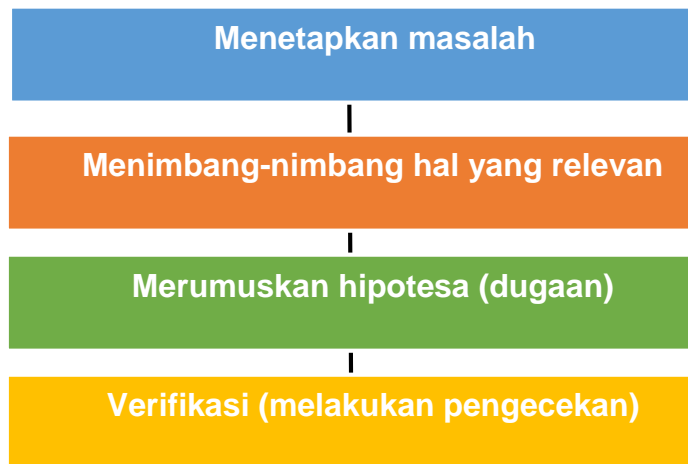 Menetapkan masalah
Menimbang-nimbang hal yang relevan
Merumuskan hipotesa (dugaan)
Verifikasi (melakukan pengecekan)